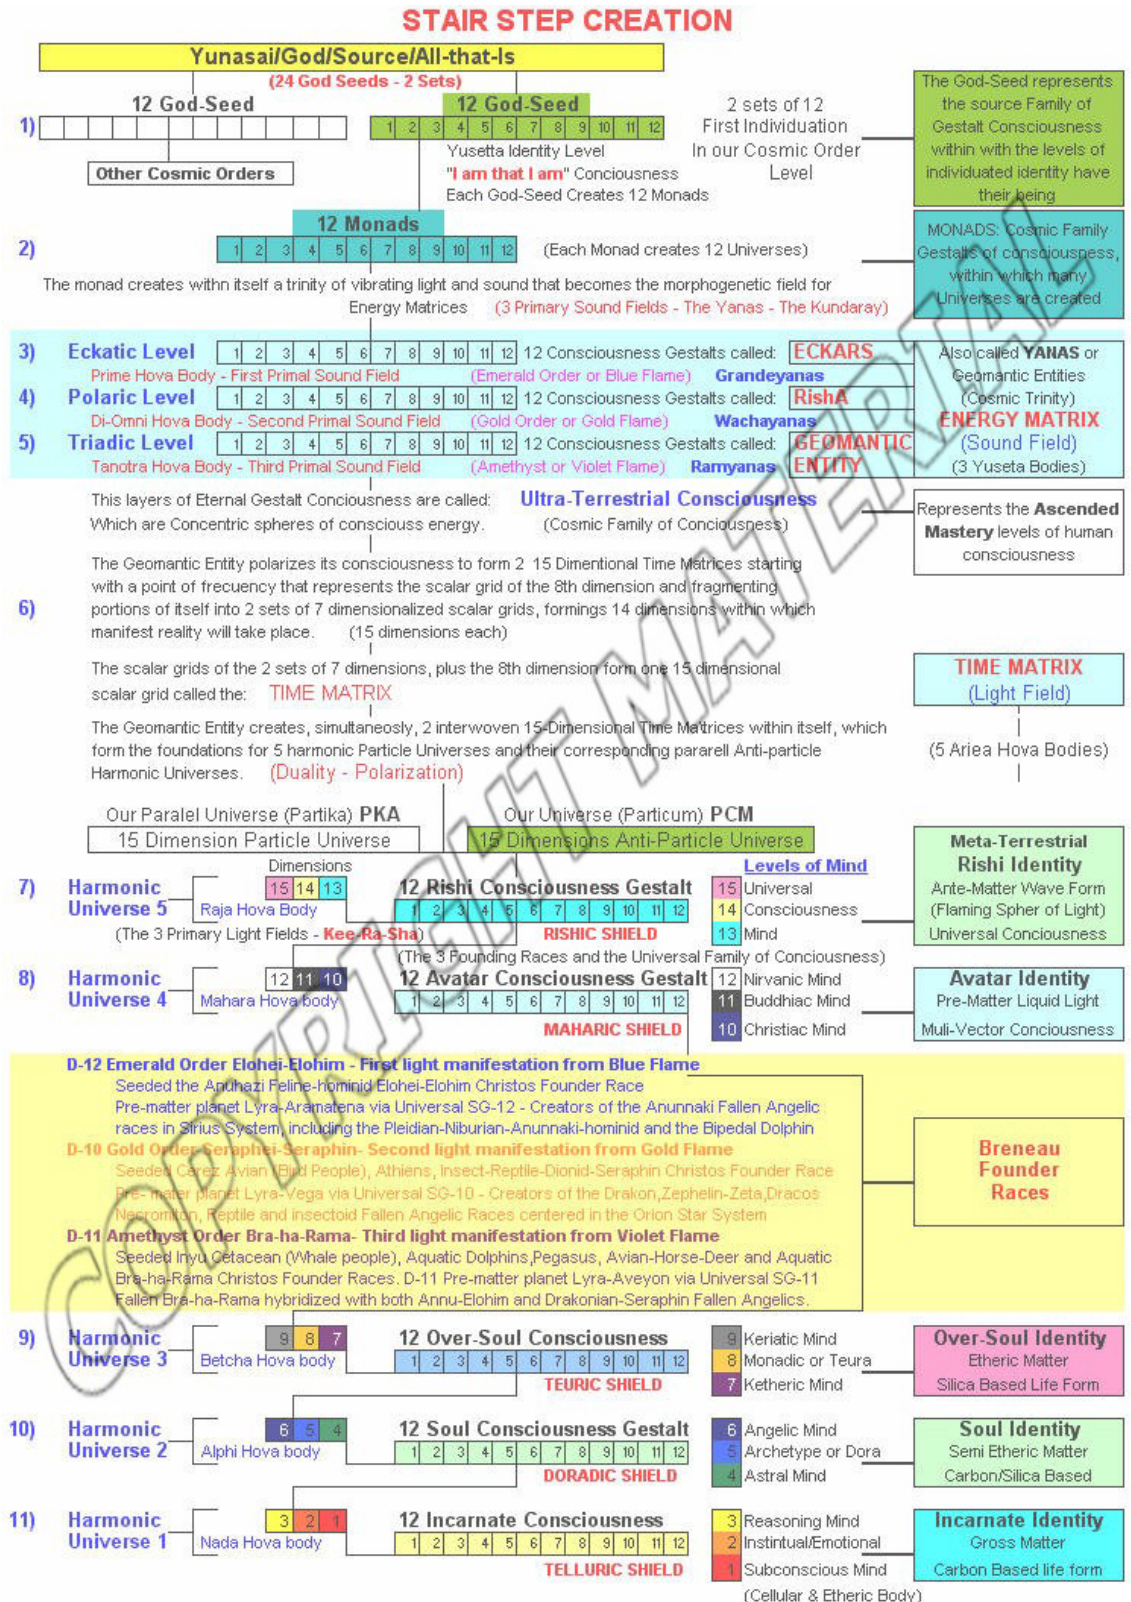 STAIR STEP CREATION
Yunasai/God/Source/All-that-Is
(24 God Seeds - 2 Sets)
12 God-Seed
12 God-Seed
2 sets of 12
First Individuation
In our Cosmic Order
Level
The God-Seed represents
the source Family of
Gestalt Consciousness
within with the levels of
individuated identity have
their being
1)
1 2 3 4 5 6 7 8 9 10 11 12
Other Cosmic Orders
Yusetta Identity Level
"I am that I am" Conciousness
Each God-Seed Creates 12 Monads
12 Monads
2)
1 2 3 4 5 6 7 8 9 10 11 12
(Each Monad creates 12 Universes)
MONADS: Cosmic Family
Gestalts of consciousness,
within which many
Universes are created
The monad creates withn itself a trinity of vibrating light and sound that becomes the morphogenetic field for
Energy Matrices (3 Primary Sound Fields - The Yanas - The Kundaray)
3) Eckatic Level 1 2 3 4 5 6 7 8 9 10 11 12 12 Consciousness Gestalts called: ECKARS
Prime Hova Body - First Primal Sound Field (Emerald Order or Blue Flame) Grandeyanas
4) Polaric Level 1 2 3 4 5 6 7 8 9 10 11 12 12 Consciousness Gestalts called: RishA
Di-Omni Hova Body - Second Primal Sound Field (Gold Order or Gold Flame) Wachayanas
5) Triadic Level 1 2 3 4 5 6 7 8 9 10 11 12 12 Consciousness Gestalts called: GEOMANTIC
Tanotra Hova Body - Third Primal Sound Field (Amethyst or Violet Flame) Ramyanas ENTITY
Also called YANAS or
Geomantic Entities
(Cosmic Trinity)
ENERGY MATRIX
(Sound Field)
(3 Yuseta Bodies)
This layers of Eternal Gestalt Conciousness are called: Ultra-Terrestrial Consciousness
Which are Concentric spheres of consciouss energy. (Cosmic Family of Conciousness)
Represents the Ascended
Mastery levels of human
consciousness
6)
The Geomantic Entity polarizes its consciousness to form 2 15 Dimentional Time Matrices starting
with a point of frecuency that represents the scalar grid of the 8th dimension and fragmenting
portions of itself into 2 sets of 7 dimensionalized scalar grids, formings 14 dimensions within which
manifest reality will take place. (15 dimensions each)
The scalar grids of the 2 sets of 7 dimensions, plus the 8th dimension form one 15 dimensional
scalar grid called the: TIME MATRIX
TIME MATRIX
(Light Field)
(5 Ariea Hova Bodies)
The Geomantic Entity creates, simultaneosly, 2 interwoven 15-Dimensional Time Matrices within itself, which
form the foundations for 5 harmonic Particle Universes and their corresponding pararell Anti-particle
Harmonic Universes. (Duality - Polarization)
Our Paralel Universe (Partika) PKA
15 Dimension Particle Universe
Our Universe (Particum) PCM
15 Dimensions Anti-Particle Universe
Dimensions
Levels of Mind
7) Harmonic
Universe 5
15 14 13
Raja Hova Body
12 Rishi Consciousness Gestalt
1 2 3 4 5 6 7 8 9 10 11 12
RISHIC SHIELD
15 Universal
14 Consciousness
13 Mind
Meta-Terrestrial
Rishi Identity
Ante-Matter Wave Form
(Flaming Spher of Light)
Universal Conciousness
(The 3 Primary Light Fields - Kee-Ra-Sha)
(The 3 Founding Races and the Universal Family of Conciousness)
8) Harmonic
Universe 4
12 11 10
Mahara Hova body
12 Avatar Consciousness Gestalt
1 2 3 4 5 6 7 8 9 10 11 12
MAHARIC SHIELD
12 Nirvanic Mind
11 Buddhiac Mind
10 Christiac Mind
Avatar Identity
Pre-Matter Liquid Light
Muli-Vector Conciousness
D-12 Emerald Order Elohei-Elohim - First light manifestation from Blue Flame
Seeded the Anuhazi Feline-hominid Elohei-Elohim Christos Founder Race
Pre-matter planet Lyra-Aramatena via Universal SG-12 - Creators of the Anunnaki Fallen Angelic
races in Sirius System, including the Pleidian-Niburian-Anunnaki-hominid and the Bipedal Dolphin
D-10 Gold Order-Seraphei-Seraphin- Second light manifestation from Gold Flame
Seeded Cerez Avian (Bird People), Athiens, Insect-Reptile-Dionid-Seraphin Christos Founder Race
Pre- mater planet Lyra-Vega via Universal SG-10 - Creators of the Drakon,Zephelin-Zeta,Dracos
Necromiton, Reptile and insectoid Fallen Angelic Races centered in the Orion Star System
D-11 Amethyst Order Bra-ha-Rama- Third light manifestation from Violet Flame
Seeded Inyu Cetacean (Whale people), Aquatic Dolphins,Pegasus, Avian-Horse-Deer and Aquatic
Bra-ha-Rama Christos Founder Races. D-11 Pre-matter planet Lyra-Aveyon via Universal SG-11
Fallen Bra-ha-Rama hybridized with both Annu-Elohim and Drakonian-Seraphin Fallen Angelics.
Breneau
Founder
Races
9) Harmonic
Universe 3
9 8 7
Betcha Hova body
12 Over-Soul Consciousness
1 2 3 4 5 6 7 8 9 10 11 12
TEURIC SHIELD
9 Keriatic Mind
8 Monadic or Teura
7 Ketheric Mind
Over-Soul Identity
Etheric Matter
Silica Based Life Form
10) Harmonic
Universe 2
6 5 4
Alphi Hova body
12 Soul Consciousness Gestalt
1 2 3 4 5 6 7 8 9 10 11 12
DORADIC SHIELD
6 Angelic Mind
5 Archetype or Dora
4 Astral Mind
Soul Identity
Semi Etheric Matter
Carbon/Silica Based
11) Harmonic
Universe 1
3 2 1
Nada Hova body
12 Incarnate Consciousness
1 2 3 4 5 6 7 8 9 10 11 12
TELLURIC SHIELD
3 Reasoning Mind
2 Instintual/Emotional
1 Subconscious Mind
(Cellular & Etheric Body)
Incarnate Identity
Gross Matter
Carbon Based life form
COPYRIGHT MATERIAL